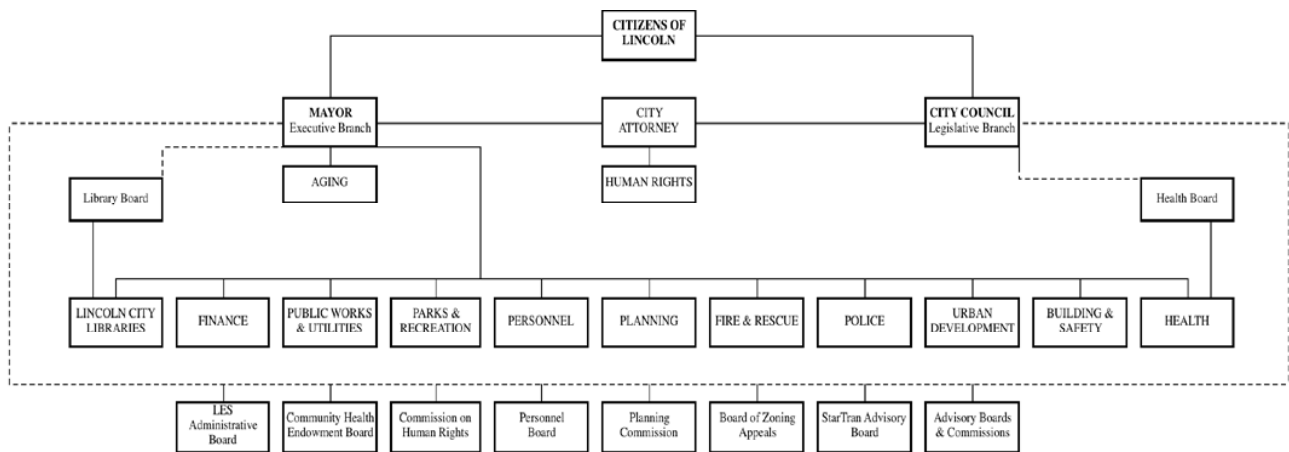 CITIZENS OF
LINCOLN
MAYOR
Executive Branch
CITY
ATTORNEY
CITY COUNCIL
Legislative Branch
AGING
HUMAN RIGHTS
Library Board
Health Board
LINCOLN CITY
LIBRARIES
FINANCE
PUBLIC WORKS
& UTILITIES
PARKS &
RECREATION
PERSONNEL
PLANNING
FIRE & RESCUE
POLICE
URBAN
DEVELOPMENT
BUILDING &
SAFETY
HEALTH
LES
Administrative
Board
Community Health
Endowment Board
Commission on
Human Rights
Personnel
Board
Planning
Commission
Board of Zoning
Appeals
StarTran Advisory
Board
Advisory Boards
& Commissions